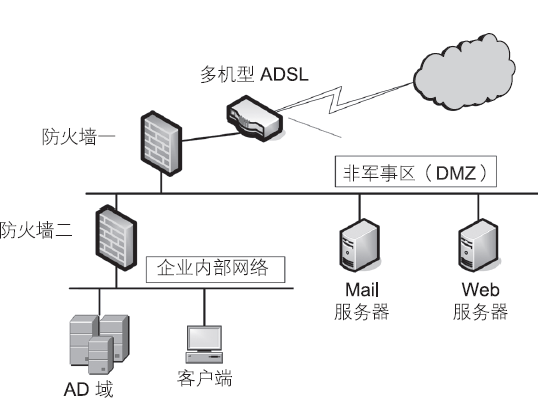 多机型 ADSL
防火墙一
非军事区（DMZ）
防火墙二
企业内部网络
Mail
服务器
Web
服务器
AD 域
客户端